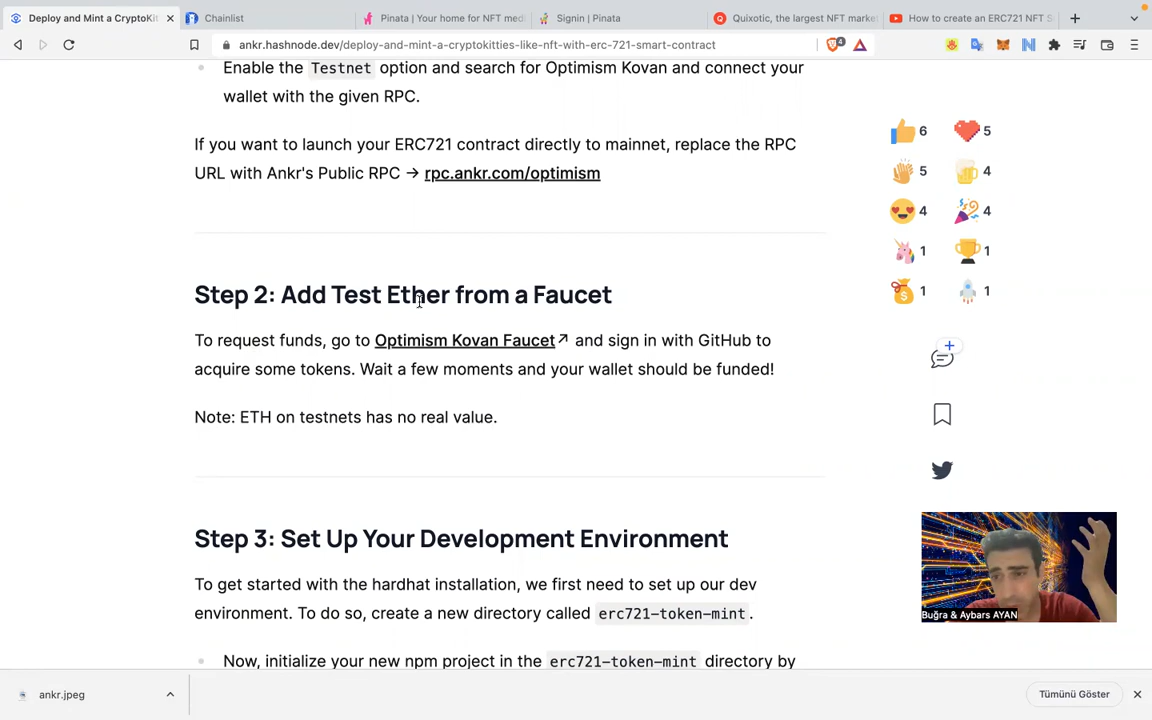 Deploy and Mint a CryptoKit
Chainlist
Pinata | Your home for NFT med
Signin | Pinata
Quixotic, the largest NFT marke
How to create an ERC721 NFT S
ankr.hashnode.dev/deploy-and-mint-a-cryptokitties-like-nft-with-erc-721-smart-contract
4
Enable the Testnet option and search for Optimism Kovan and connect your
wallet with the given RPC.
If you want to launch your ERC721 contract directly to mainnet, replace the RPC
URL with Ankr's Public RPC → rpc.ankr.com/optimism
6 5
5 4
4 4
1 1
1 1
Step 2: Add Test Ether from a Faucet
To request funds, go to Optimism Kovan Faucet↗ and sign in with GitHub to
acquire some tokens. Wait a few moments and your wallet should be funded!
Note: ETH on testnets has no real value.
Step 3: Set Up Your Development Environment
To get started with the hardhat installation, we first need to set up our dev
environment. To do so, create a new directory called erc721-token-mint.
Now, initialize your new npm project in the erc721-token-mint directory by
Buğra & Aybars AYAN
ankr.jpeg
Tümünü Göster